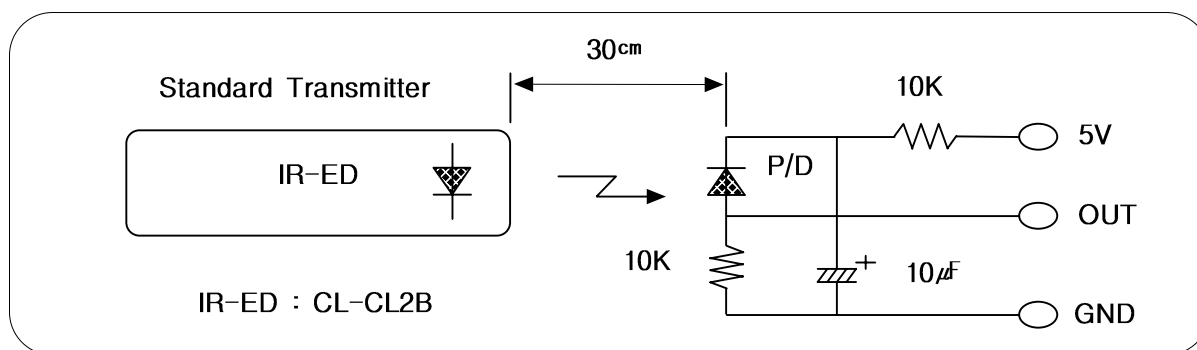 30㎝
Standard Transmitter
10K
5V
IR-ED
P/D
OUT
10K
10㎌
IR-ED : CL-CL2B
GND